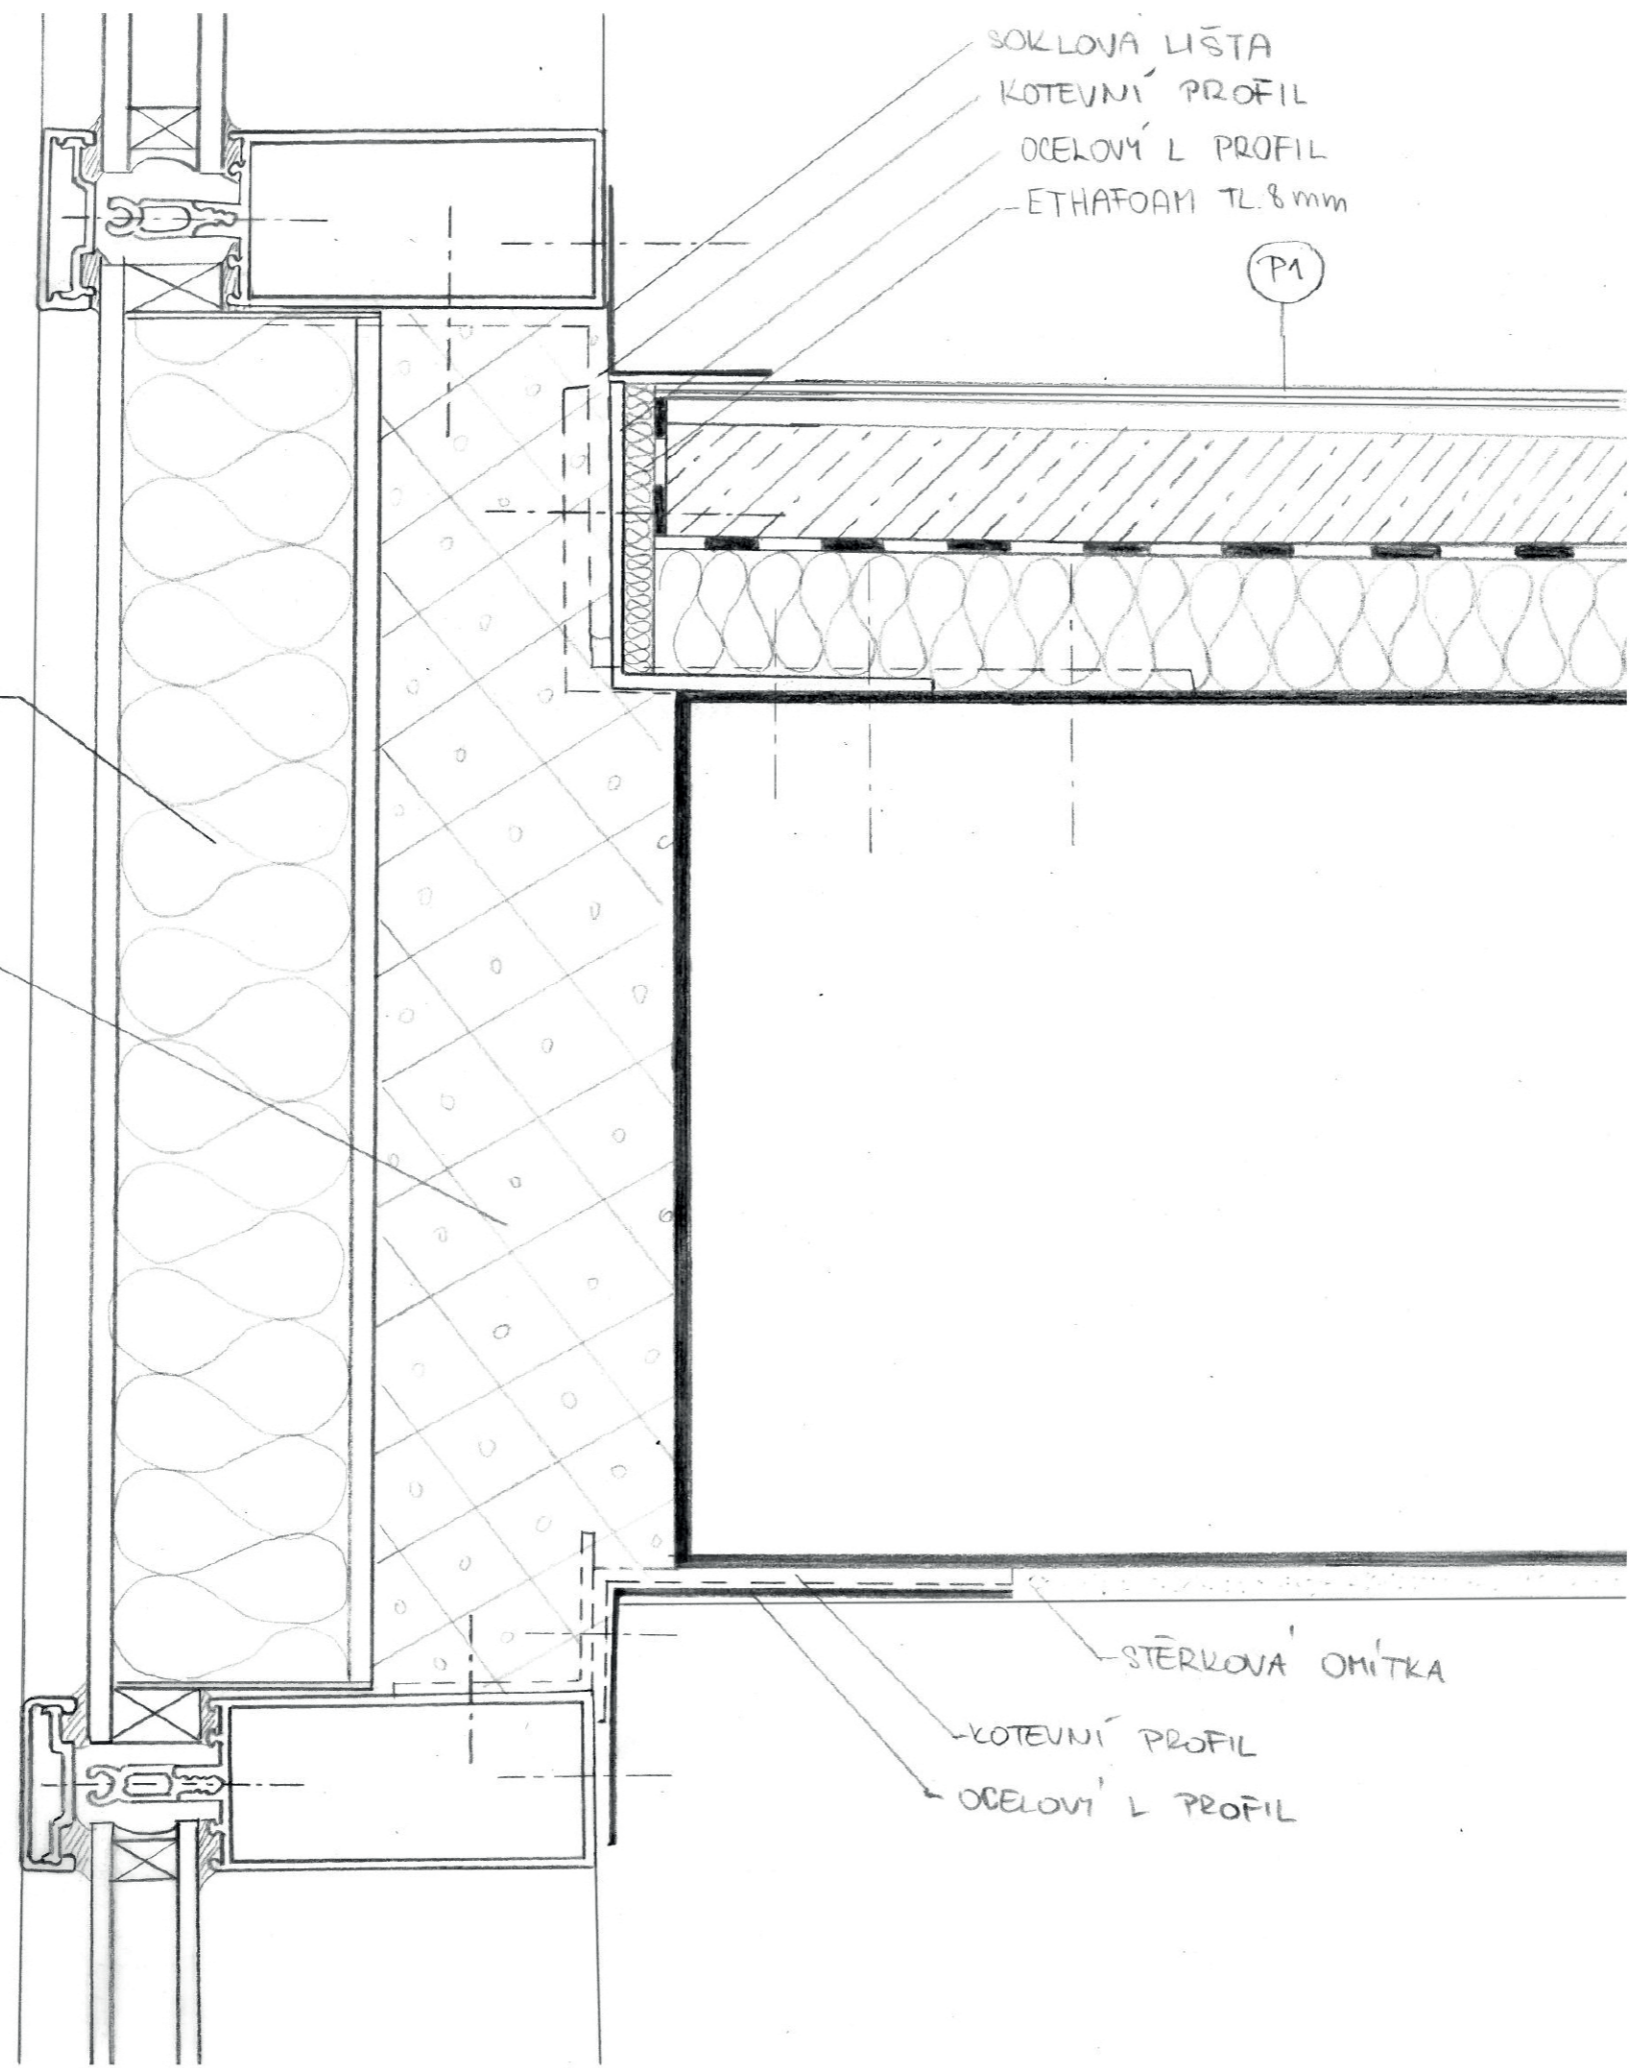 SOKLOVÁ LIŠTA
KOTEVNÍ PROFIL
OCELOVÝ L PROFIL
ETHAFOAM TL. 8 mm
P1
STĚRKOVÁ OMÍTKA
KOTEVNÍ PROFIL
OCELOVÝ L PROFIL